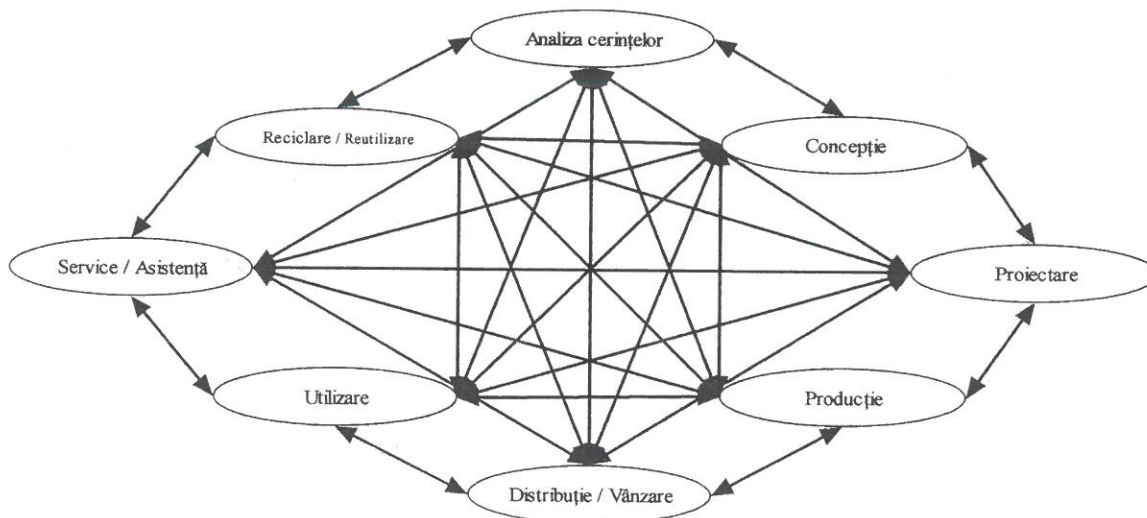 Analiza cerințelor
Reciclare / Reutilizare
Concepție
Service / Asistență
Proiectare
Utilizare
Producție
Distribuție / Vânzare